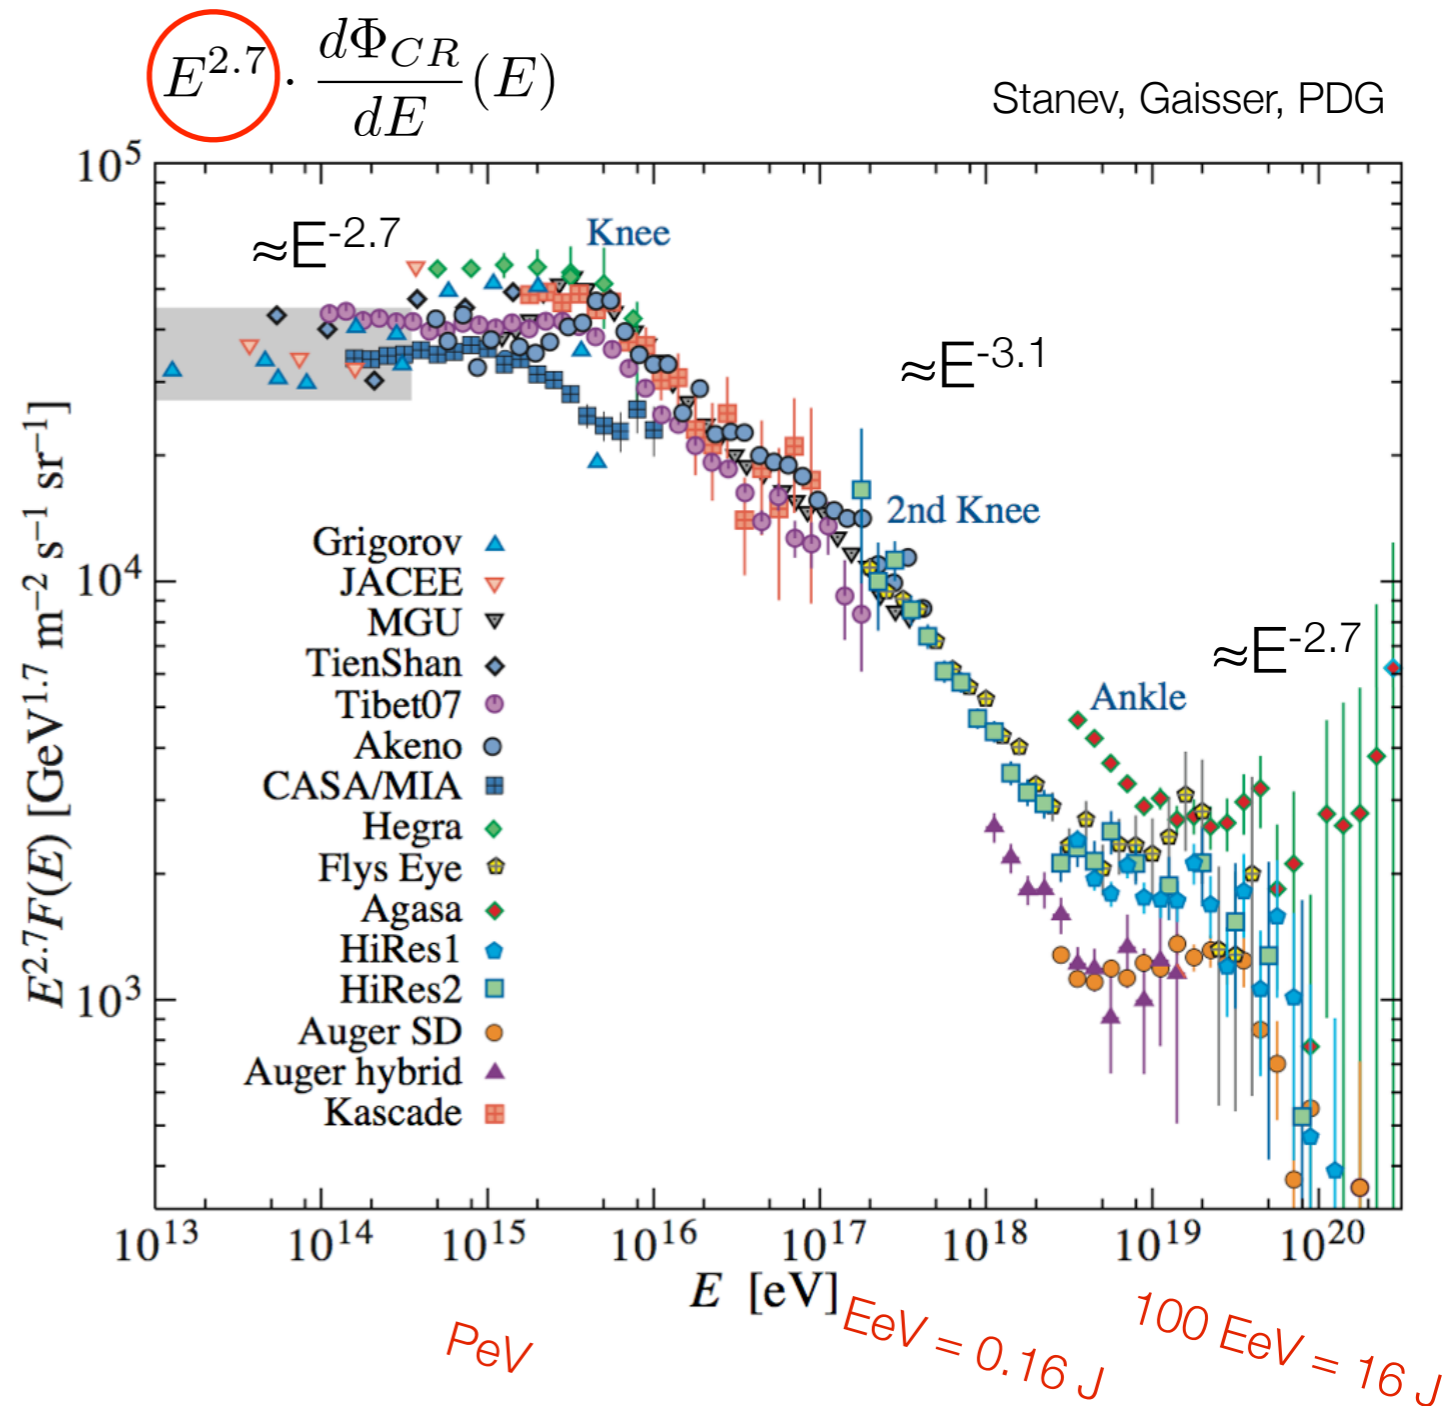 E^2.7 · dΦ_CR/dE (E)
Stanev, Gaisser, PDG
10^5
10^4
10^3
E^2.7 F(E) [GeV^1.7 m^−2 s^−1 sr^−1]
≈E^-2.7
Knee
≈E^-3.1
2nd Knee
≈E^-2.7
Ankle
Grigorov
JACEE
MGU
TienShan
Tibet07
Akeno
CASA/MIA
Hegra
Flys Eye
Agasa
HiRes1
HiRes2
Auger SD
Auger hybrid
Kascade
10^13 10^14 10^15 10^16 10^17 10^18 10^19 10^20
E [eV]
PeV
EeV = 0.16 J
100 EeV = 16 J